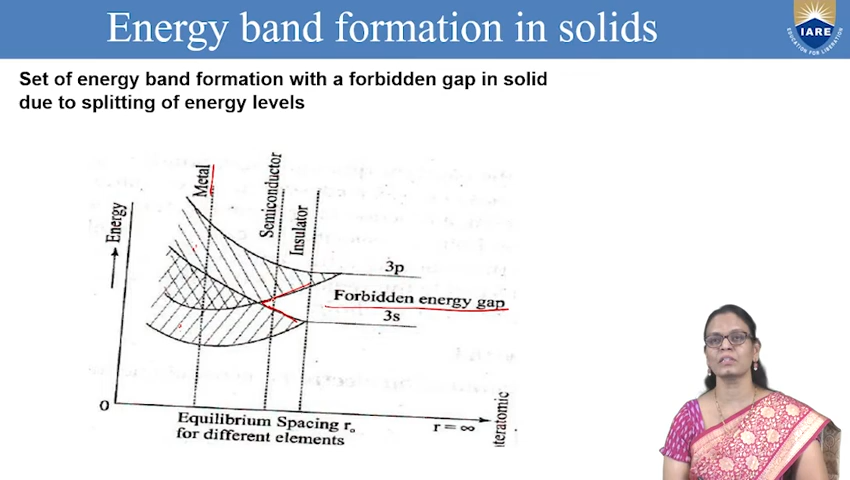 Energy band formation in solids
IARE
EDUCATION FOR LIBERATION
Set of energy band formation with a forbidden gap in solid
due to splitting of energy levels
Metal
Semiconductor
Insulator
Energy
3p
Forbidden energy gap
3s
0
Equilibrium Spacing r₀
for different elements
r = ∞
nteratomic